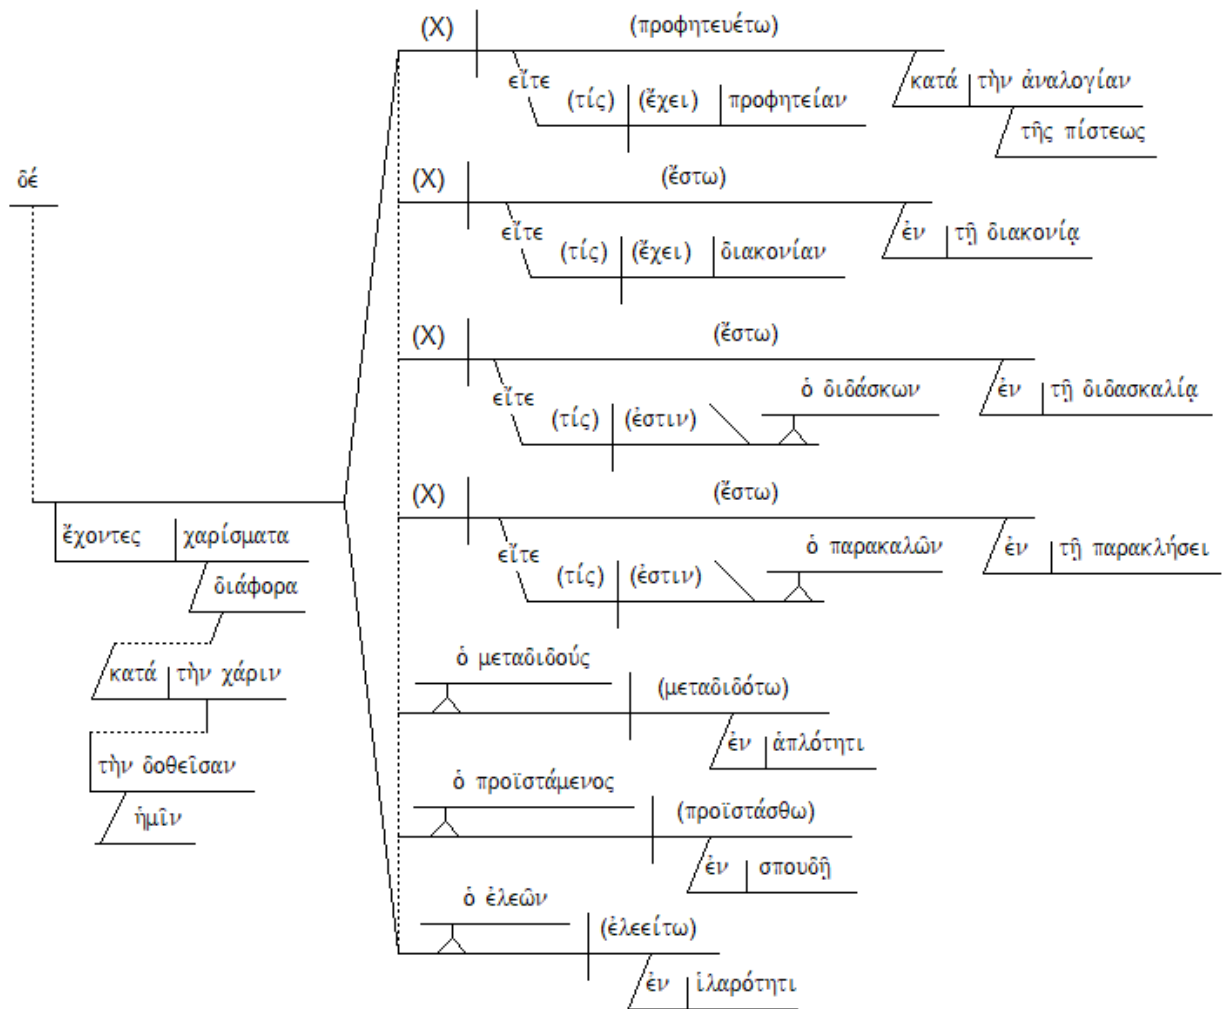 (X) (προφητευέτω)
εἴτε (τίς) (ἔχει) προφητείαν κατά τὴν ἀναλογίαν
τῆς πίστεως
δέ
(X) (ἔστω)
εἴτε (τίς) (ἔχει) διακονίαν ἐν τῇ διακονίᾳ
(X) (ἔστω)
εἴτε (τίς) (ἐστιν) ὁ διδάσκων ἐν τῇ διδασκαλίᾳ
(X) (ἔστω)
ἔχοντες χαρίσματα
εἴτε (τίς) (ἐστιν) ὁ παρακαλῶν ἐν τῇ παρακλήσει
διάφορα
κατά τὴν χάριν
τὴν δοθεῖσαν
ἡμῖν
ὁ μεταδιδούς (μεταδιδότω)
ἐν ἁπλότητι
ὁ προϊστάμενος (προϊστάσθω)
ἐν σπουδῇ
ὁ ἐλεῶν (ἐλεείτω)
ἐν ἱλαρότητι